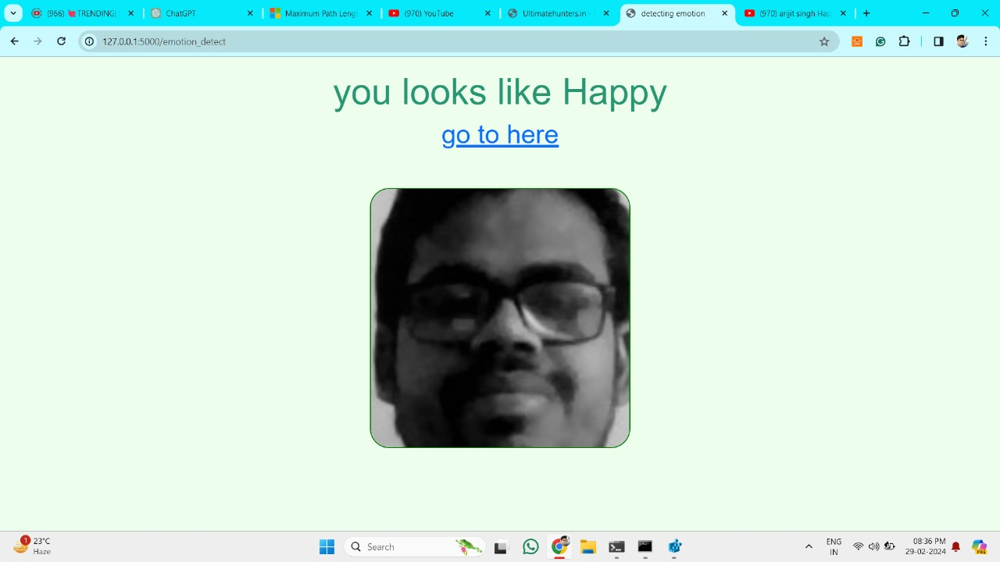 (966) 💘TRENDING|
ChatGPT
Maximum Path Leng
(970) YouTube
Ultimatehunters.in -
detecting emotion
(970) arijit singh Hap
127.0.0.1:5000/emotion_detect
you looks like Happy
go to here
1
23°C
Haze
Search
ENG
IN
08:36 PM
29-02-2024
PRE